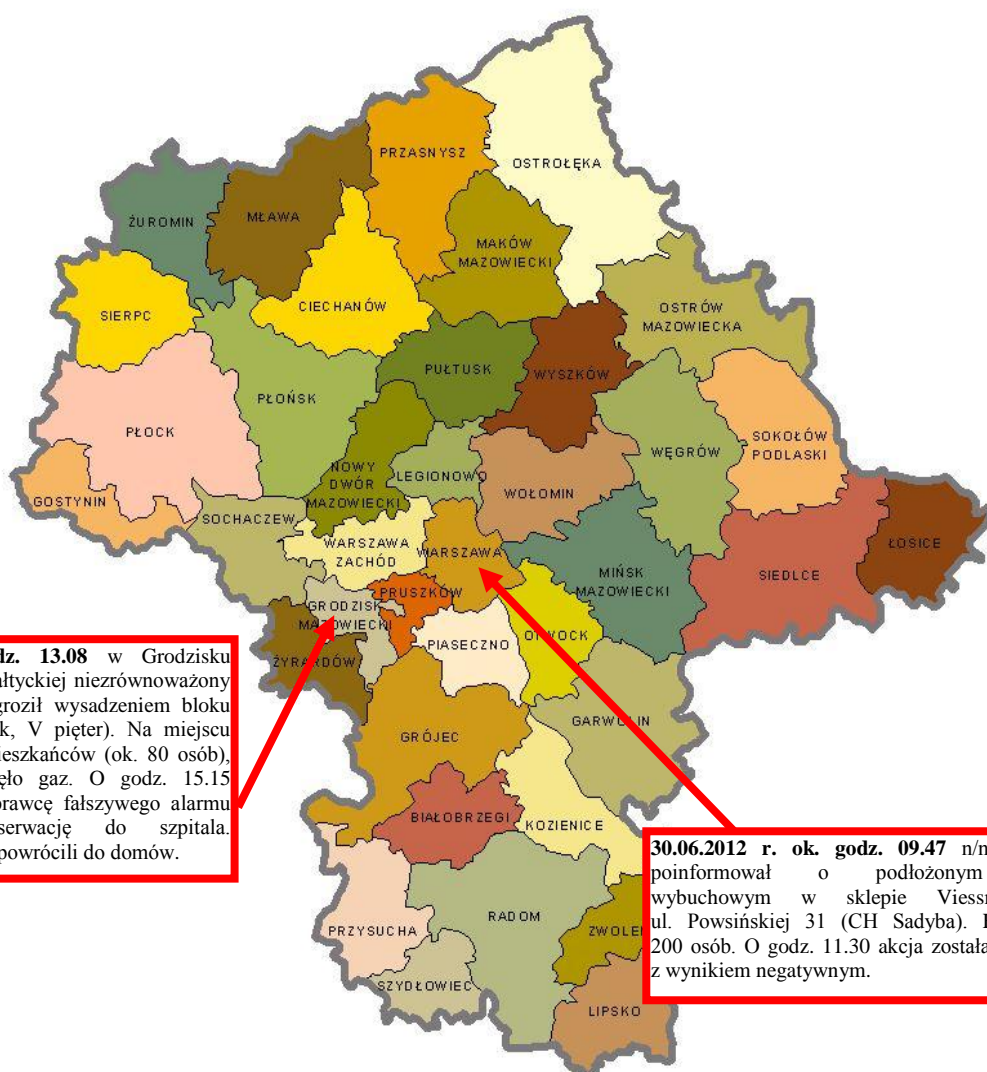 PRZASNYSZ
OSTROŁĘKA
ŻUROMIN
MŁAWA
MAKÓW
MAZOWIECKI
SIERPC
CIECHANÓW
OSTRÓW
MAZOWIECKA
PUŁTUSK
WYSZKÓW
PŁOŃSK
PŁOCK
SOKOŁÓW
PODLASKI
WĘGRÓW
NOWY
DWÓR
MAZOWIECKI
LEGIONOWO
WOŁOMIN
GOSTYNIN
SOCHACZEW
WARSZAWA
ZACHÓD
WARSZAWA
ŁOSICE
MIŃSK
MAZOWIECKI
SIEDLCE
PRUSZKÓW
GRODZISK
MAZOWIECKI
OTWOCK
PIASECZNO
ŻYRARDÓW
GARWOLIN
GRÓJEC
dz. 13.08 w Grodzisku
ałtyckiej niezrównoważony
groził wysadzeniem bloku
k, V pięter). Na miejscu
ieszkańców (ok. 80 osób),
ęło gaz. O godz. 15.15
prawcę fałszywego alarmu
serwację do szpitala.
powrócili do domów.
BIAŁOBRZEGI
KOZIENICE
30.06.2012 r. ok. godz. 09.47 n/n
poinformował o podłożonym
wybuchowym w sklepie Viess
ul. Powsińskiej 31 (CH Sadyba).
200 osób. O godz. 11.30 akcja została
z wynikiem negatywnym.
RADOM
PRZYSUCHA
ZWOLE
SZYDŁOWIEC
LIPSKO